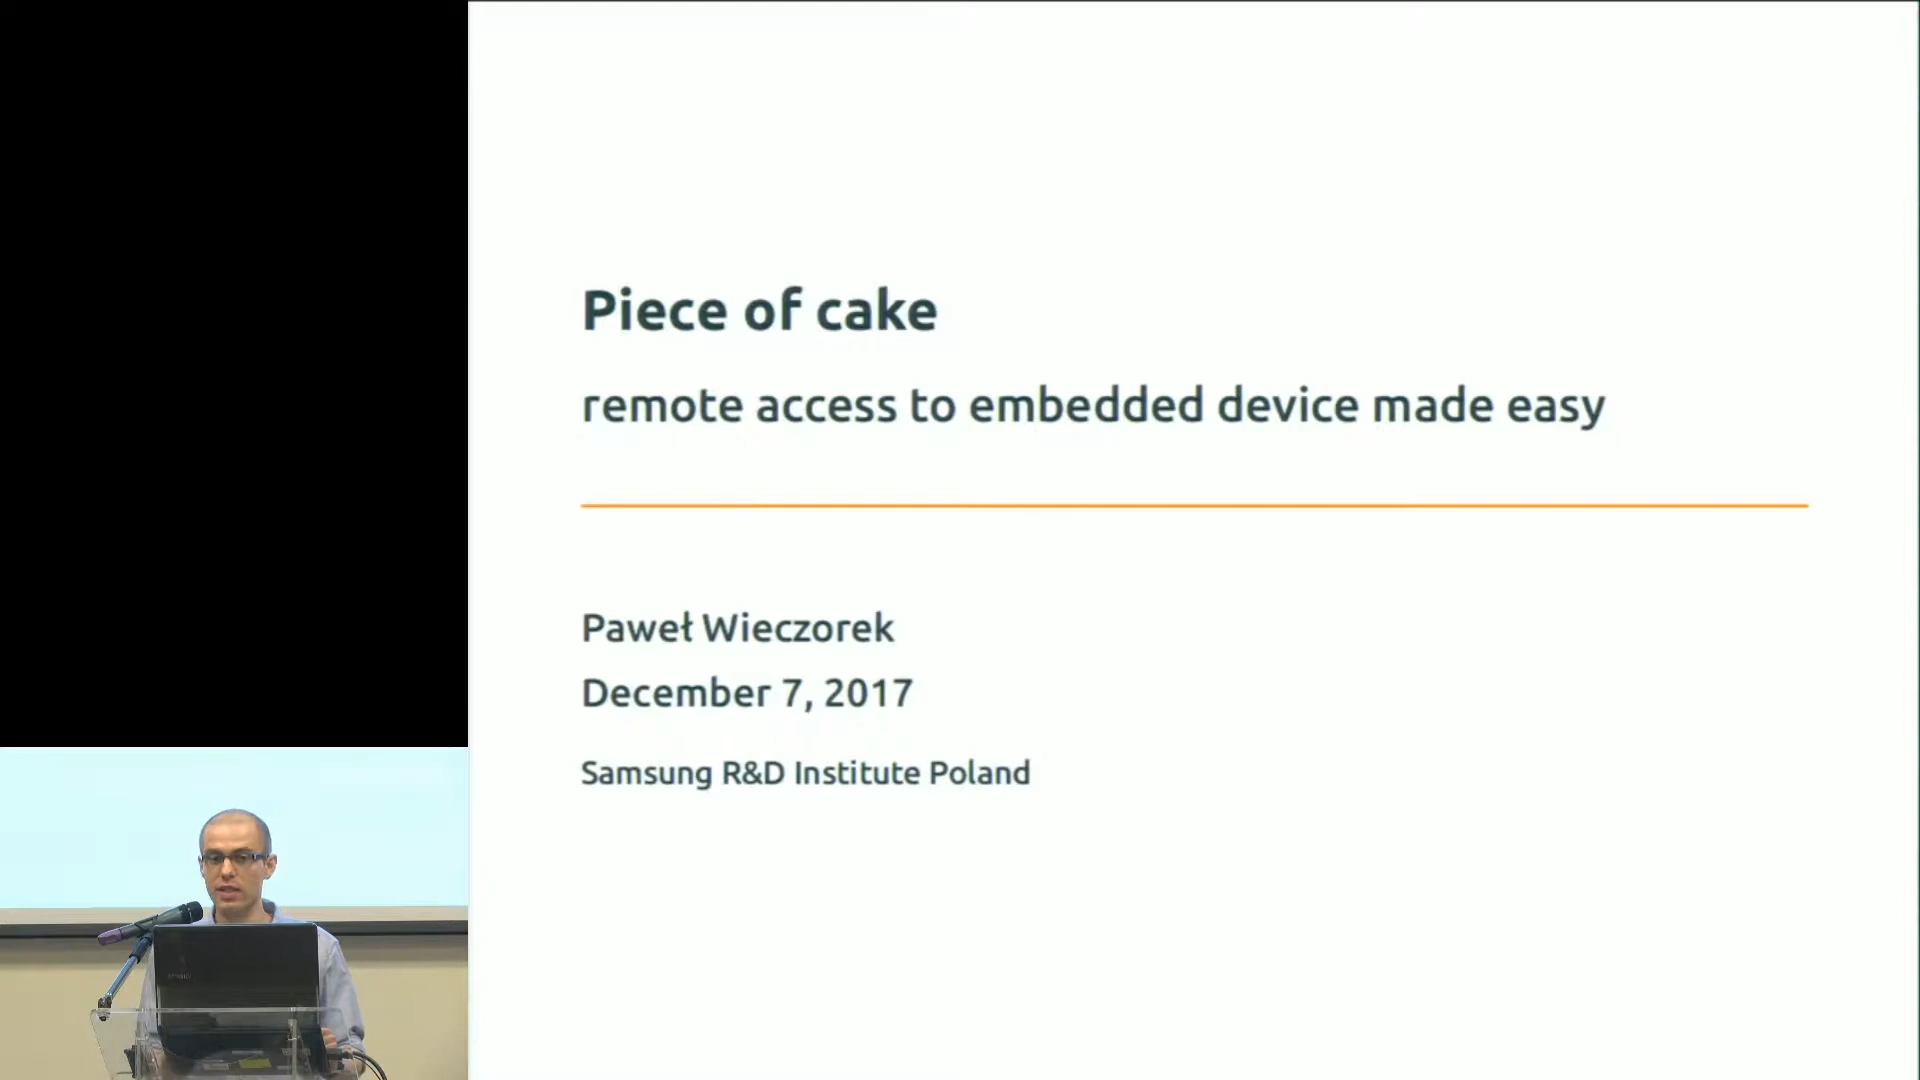 Piece of cake
remote access to embedded device made easy
Paweł Wieczorek
December 7, 2017
Samsung R&D Institute Poland